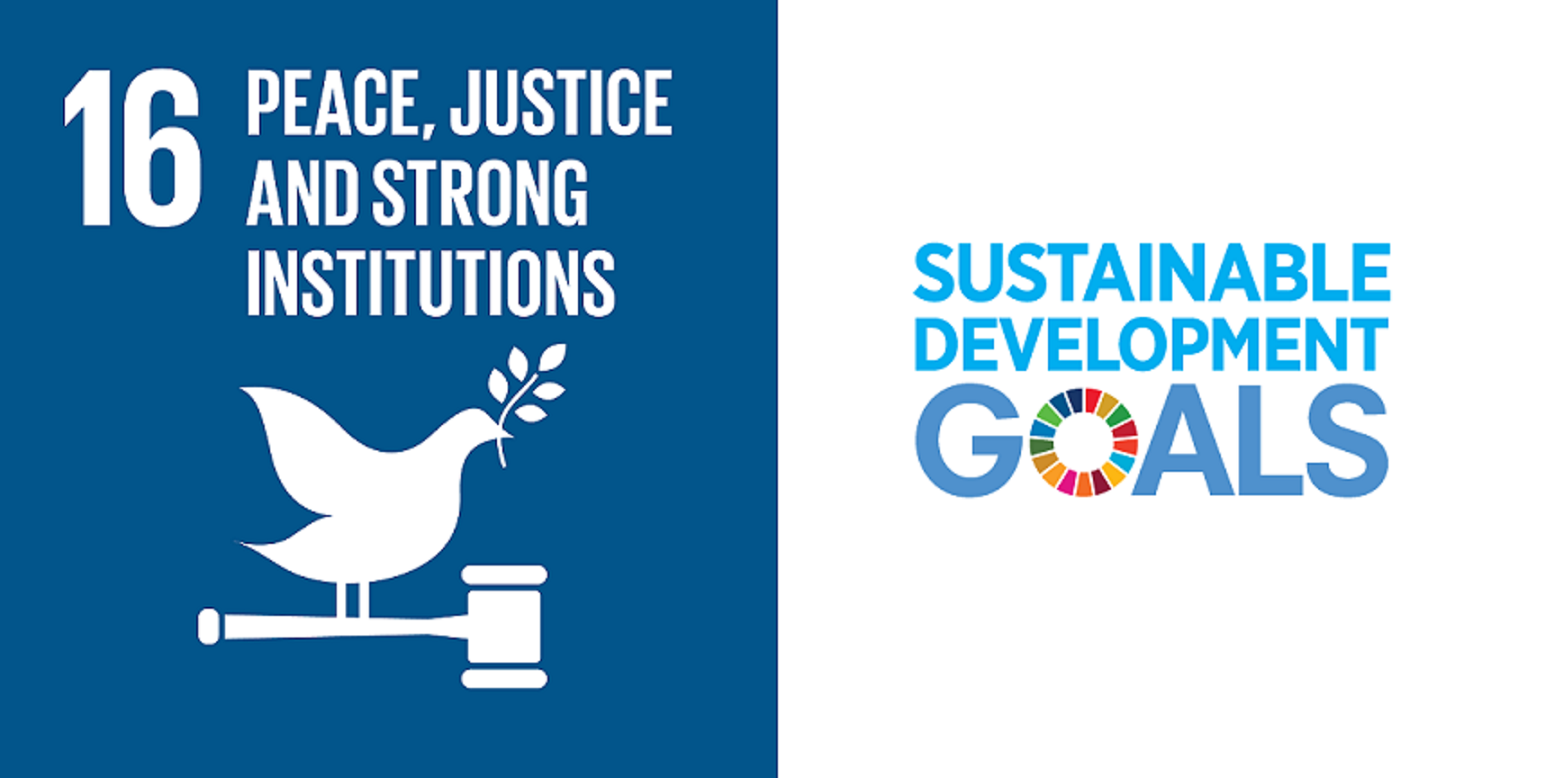 16
PEACE, JUSTICE
AND STRONG
INSTITUTIONS
SUSTAINABLE
DEVELOPMENT
GOALS